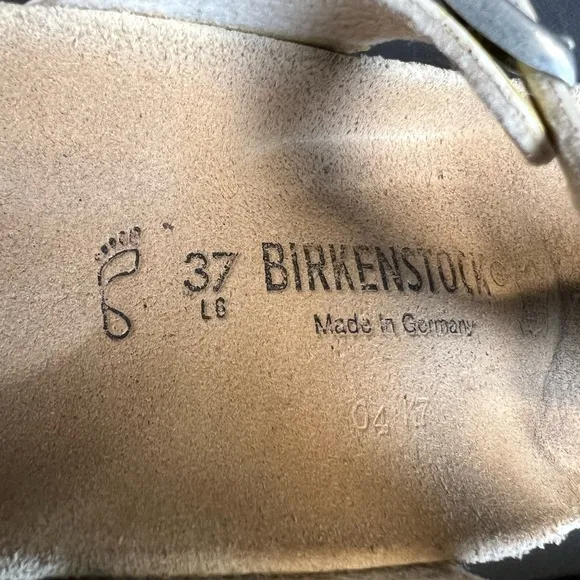 37 BIRKENSTOCK®
L6
Made in Germany
04 17